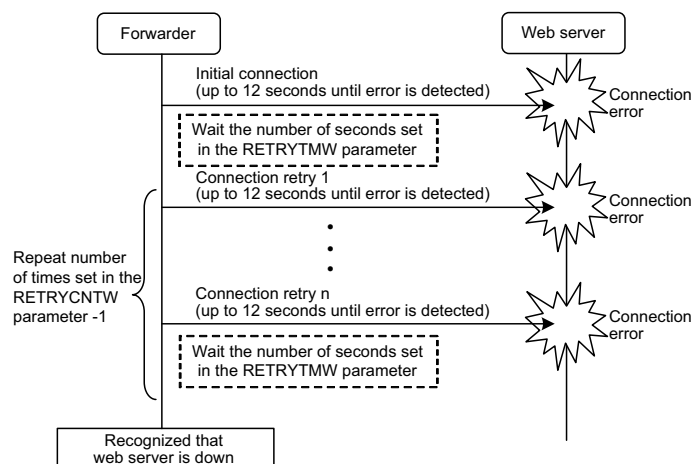 Forwarder
Web server
Initial connection
(up to 12 seconds until error is detected)
Connection
error
Wait the number of seconds set
in the RETRYTMW parameter
Connection retry 1
(up to 12 seconds until error is detected)
Connection
error
Repeat number
of times set in the
RETRYCNTW
parameter -1
Connection retry n
(up to 12 seconds until error is detected)
Connection
error
Wait the number of seconds set
in the RETRYTMW parameter
Recognized that
web server is down